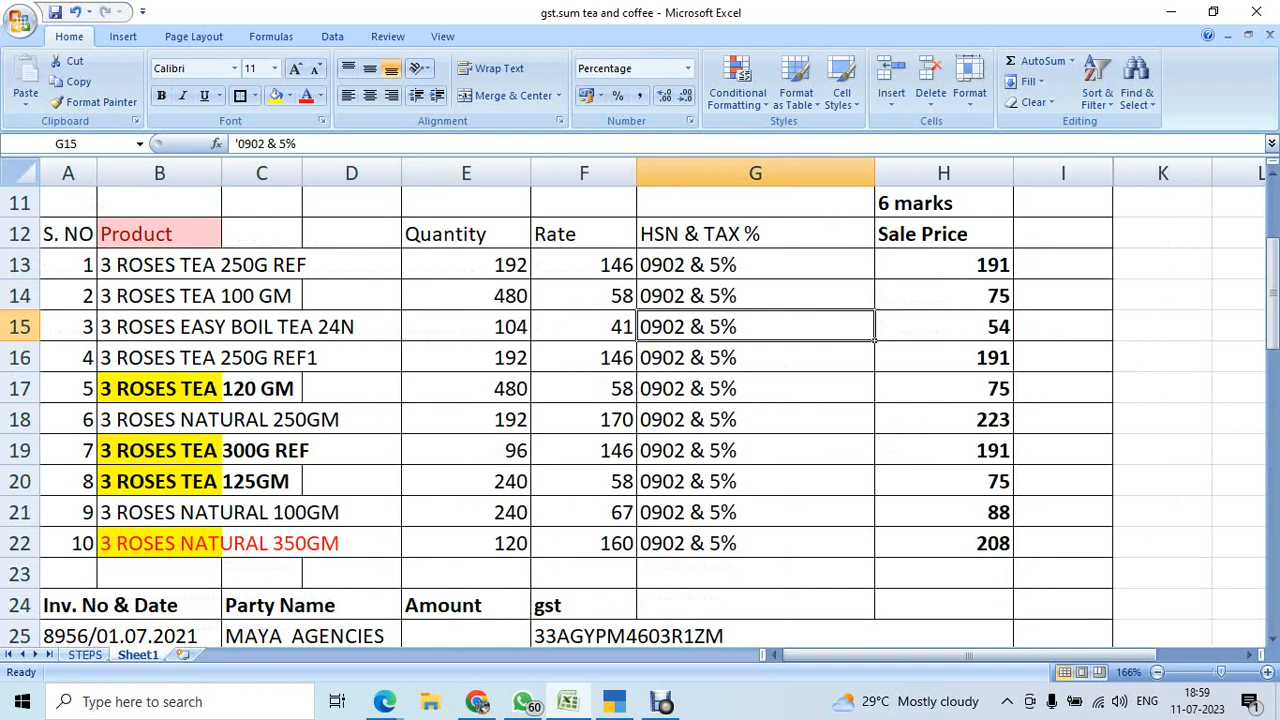 gst.sum tea and coffee - Microsoft Excel
Home Insert Page Layout Formulas Data Review View
Paste Cut Copy Format Painter Clipboard
Calibri 11 A A B I U A Font
Wrap Text Merge & Center Alignment
Percentage % , Number
Conditional Formatting Format as Table Cell Styles Styles
Insert Delete Format Cells
Σ AutoSum Fill Clear Sort & Filter Find & Select Editing
G15 fx '0902 & 5%
A B C D E F G H I K L
11 6 marks
12 S. NO Product Quantity Rate HSN & TAX % Sale Price
13 1 3 ROSES TEA 250G REF 192 146 0902 & 5% 191
14 2 3 ROSES TEA 100 GM 480 58 0902 & 5% 75
15 3 3 ROSES EASY BOIL TEA 24N 104 41 0902 & 5% 54
16 4 3 ROSES TEA 250G REF1 192 146 0902 & 5% 191
17 5 3 ROSES TEA 120 GM 480 58 0902 & 5% 75
18 6 3 ROSES NATURAL 250GM 192 170 0902 & 5% 223
19 7 3 ROSES TEA 300G REF 96 146 0902 & 5% 191
20 8 3 ROSES TEA 125GM 240 58 0902 & 5% 75
21 9 3 ROSES NATURAL 100GM 240 67 0902 & 5% 88
22 10 3 ROSES NATURAL 350GM 120 160 0902 & 5% 208
23
24 Inv. No & Date Party Name Amount gst
25 8956/01.07.2021 MAYA AGENCIES 33AGYPM4603R1ZM
STEPS Sheet1
Ready 166%
Type here to search 60 29°C Mostly cloudy ENG 18:59
11-07-2023 1